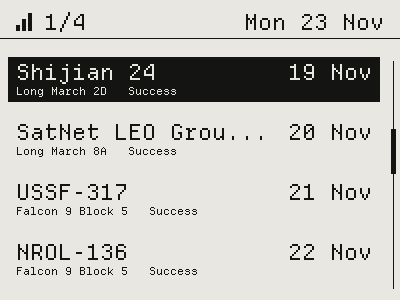 1/4 Mon 23 Nov
Shijian 24 19 Nov
Long March 2D Success
SatNet LEO Grou... 20 Nov
Long March 8A Success
USSF-317 21 Nov
Falcon 9 Block 5 Success
NROL-136 22 Nov
Falcon 9 Block 5 Success